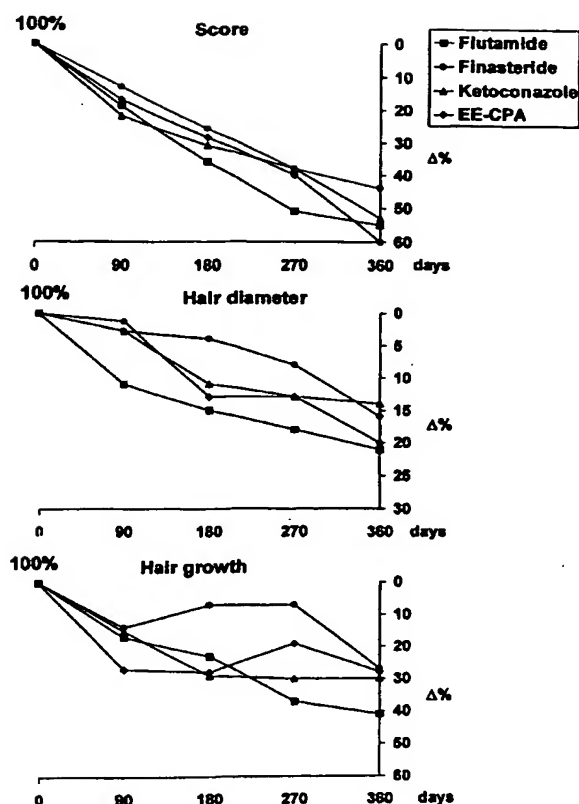 100%
Score
Flutamide
Finasteride
Ketoconazole
EE-CPA
0
10
20
30
40
50
60
Δ%
0 90 180 270 360 days
100%
Hair diameter
0
5
10
15
20
25
30
Δ%
0 90 180 270 360 days
100%
Hair growth
0
10
20
30
40
50
60
Δ%
0 90 180 270 360 days